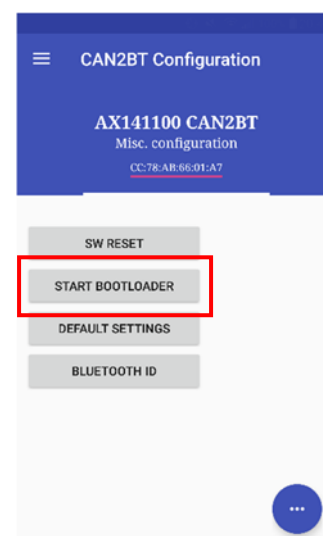 CAN2BT Configuration
AX141100 CAN2BT
Misc. configuration
CC:78:AB:66:01:A7
SW RESET
START BOOTLOADER
DEFAULT SETTINGS
BLUETOOTH ID